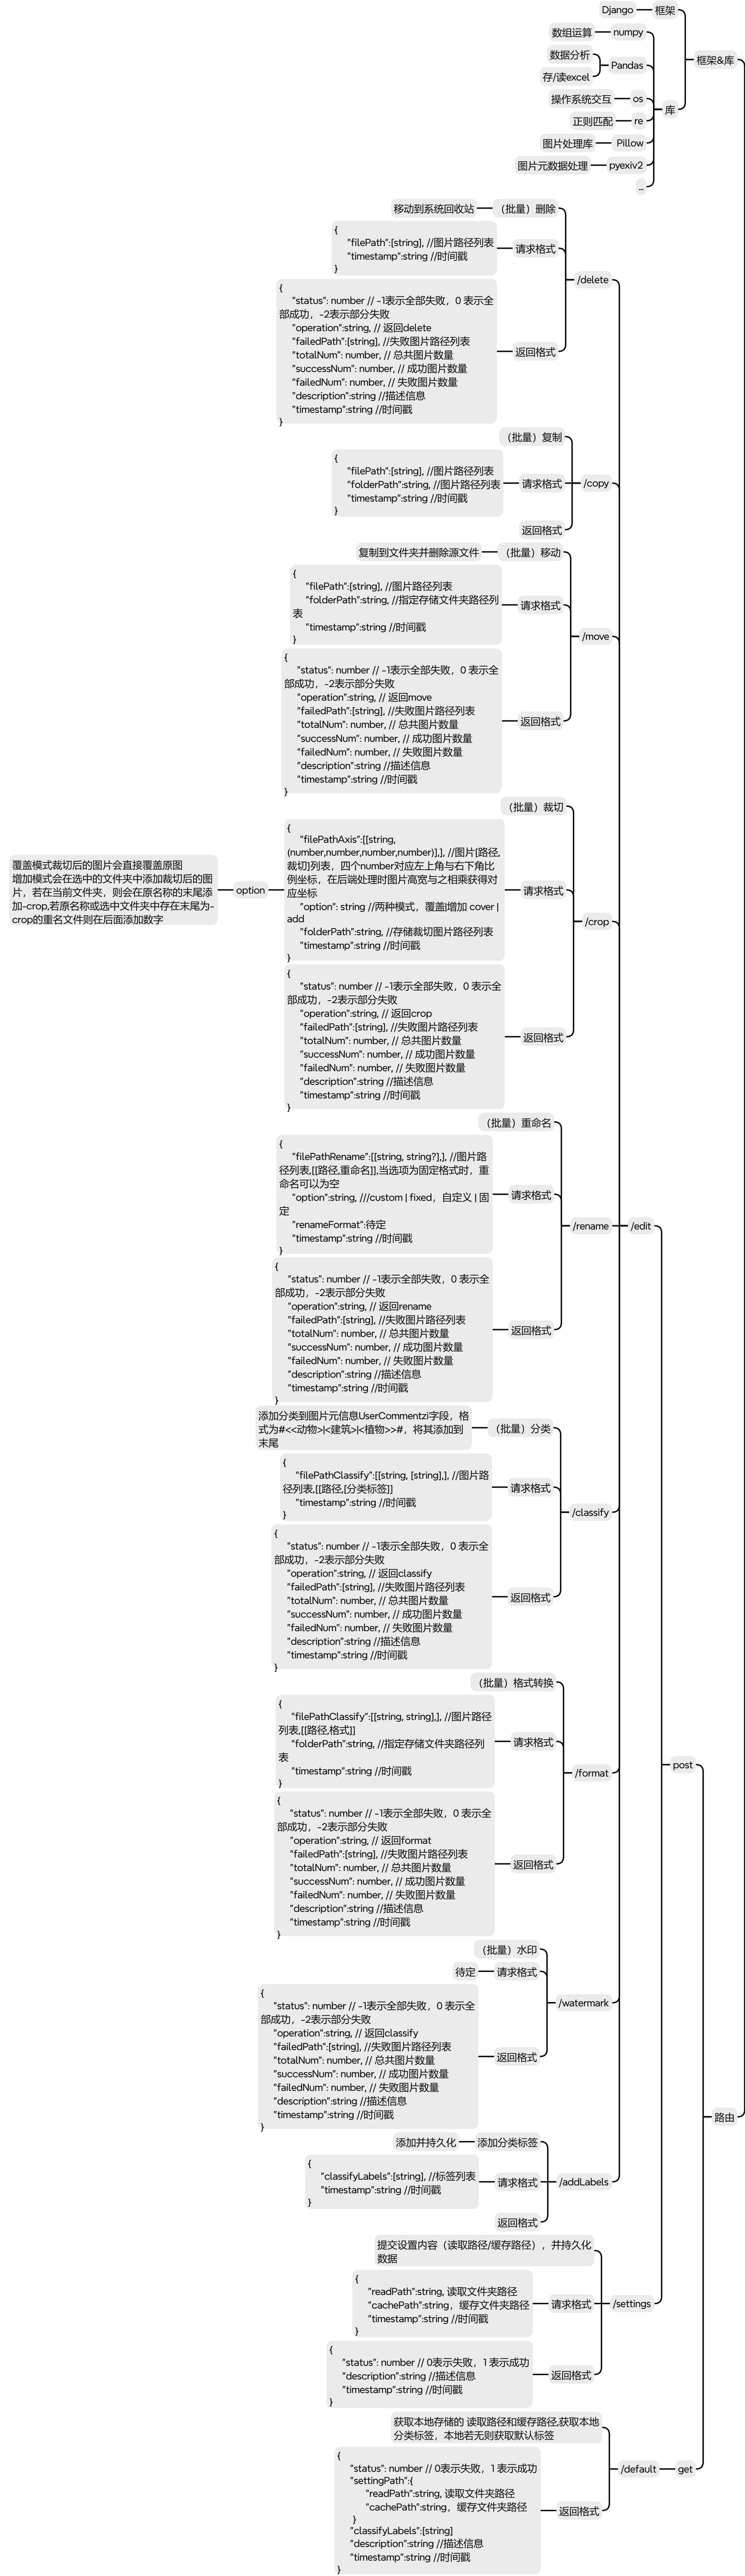 框架&库
框架
Django
库
numpy
数组运算
Pandas
数据分析
存/读excel
os
操作系统交互
re
正则匹配
Pillow
图片处理库
pyexiv2
图片元数据处理
...
路由
post
/edit
/delete
（批量）删除
移动到系统回收站
请求格式
{
"filePath":[string], //图片路径列表
"timestamp":string //时间戳
}
返回格式
{
"status": number // -1表示全部失败，0 表示全
部成功，-2表示部分失败
"operation":string, // 返回delete
"failedPath":[string], //失败图片路径列表
"totalNum": number, // 总共图片数量
"successNum": number, // 成功图片数量
"failedNum": number, // 失败图片数量
"description":string //描述信息
"timestamp":string //时间戳
}
/copy
（批量）复制
请求格式
{
"filePath":[string], //图片路径列表
"folderPath":string, //图片路径列表
"timestamp":string //时间戳
}
返回格式
/move
（批量）移动
复制到文件夹并删除源文件
请求格式
{
"filePath":[string], //图片路径列表
"folderPath":string, //指定存储文件夹路径列
表
"timestamp":string //时间戳
}
返回格式
{
"status": number // -1表示全部失败，0 表示全
部成功，-2表示部分失败
"operation":string, // 返回move
"failedPath":[string], //失败图片路径列表
"totalNum": number, // 总共图片数量
"successNum": number, // 成功图片数量
"failedNum": number, // 失败图片数量
"description":string //描述信息
"timestamp":string //时间戳
}
/crop
（批量）裁切
请求格式
{
"filePathAxis":[[string,
(number,number,number,number)],], //图片[路径,
裁切]列表，四个number对应左上角与右下角比
例坐标，在后端处理时图片高宽与之相乘获得对
应坐标
"option": string //两种模式，覆盖|增加 cover |
add
"folderPath":string, //存储裁切图片路径列表
"timestamp":string //时间戳
}
option
覆盖模式裁切后的图片会直接覆盖原图
增加模式会在选中的文件夹中添加裁切后的图
片，若在当前文件夹，则会在原名称的末尾添
加-crop,若原名称或选中文件夹中存在末尾为-
crop的重名文件则在后面添加数字
返回格式
{
"status": number // -1表示全部失败，0 表示全
部成功，-2表示部分失败
"operation":string, // 返回crop
"failedPath":[string], //失败图片路径列表
"totalNum": number, // 总共图片数量
"successNum": number, // 成功图片数量
"failedNum": number, // 失败图片数量
"description":string //描述信息
"timestamp":string //时间戳
}
/rename
（批量）重命名
请求格式
{
"filePathRename":[[string, string?],], //图片路
径列表,[[路径,重命名]],当选项为固定格式时，重
命名可以为空
"option":string, ///custom | fixed，自定义 | 固
定
"renameFormat":待定
"timestamp":string //时间戳
}
返回格式
{
"status": number // -1表示全部失败，0 表示全
部成功，-2表示部分失败
"operation":string, // 返回rename
"failedPath":[string], //失败图片路径列表
"totalNum": number, // 总共图片数量
"successNum": number, // 成功图片数量
"failedNum": number, // 失败图片数量
"description":string //描述信息
"timestamp":string //时间戳
}
/classify
（批量）分类
添加分类到图片元信息UserCommentzi字段，格
式为#<<动物>|<建筑>|<植物>>#，将其添加到
末尾
请求格式
{
"filePathClassify":[[string, [string],], //图片路
径列表,[[路径,[分类标签]]
"timestamp":string //时间戳
}
返回格式
{
"status": number // -1表示全部失败，0 表示全
部成功，-2表示部分失败
"operation":string, // 返回classify
"failedPath":[string], //失败图片路径列表
"totalNum": number, // 总共图片数量
"successNum": number, // 成功图片数量
"failedNum": number, // 失败图片数量
"description":string //描述信息
"timestamp":string //时间戳
}
/format
（批量）格式转换
请求格式
{
"filePathClassify":[[string, string],], //图片路径
列表,[[路径,格式]]
"folderPath":string, //指定存储文件夹路径列
表
"timestamp":string //时间戳
}
返回格式
{
"status": number // -1表示全部失败，0 表示全
部成功，-2表示部分失败
"operation":string, // 返回format
"failedPath":[string], //失败图片路径列表
"totalNum": number, // 总共图片数量
"successNum": number, // 成功图片数量
"failedNum": number, // 失败图片数量
"description":string //描述信息
"timestamp":string //时间戳
}
/watermark
（批量）水印
请求格式
待定
返回格式
{
"status": number // -1表示全部失败，0 表示全
部成功，-2表示部分失败
"operation":string, // 返回classify
"failedPath":[string], //失败图片路径列表
"totalNum": number, // 总共图片数量
"successNum": number, // 成功图片数量
"failedNum": number, // 失败图片数量
"description":string //描述信息
"timestamp":string //时间戳
}
/addLabels
添加分类标签
添加并持久化
请求格式
{
"classifyLabels":[string], //标签列表
"timestamp":string //时间戳
}
返回格式
/settings
提交设置内容（读取路径/缓存路径），并持久化
数据
请求格式
{
"readPath":string, 读取文件夹路径
"cachePath":string，缓存文件夹路径
"timestamp":string //时间戳
}
返回格式
{
"status": number // 0表示失败，1 表示成功
"description":string //描述信息
"timestamp":string //时间戳
}
get
/default
获取本地存储的 读取路径和缓存路径,获取本地
分类标签，本地若无则获取默认标签
返回格式
{
"status": number // 0表示失败，1 表示成功
"settingPath":{
"readPath":string, 读取文件夹路径
"cachePath":string，缓存文件夹路径
}
"classifyLabels":[string]
"description":string //描述信息
"timestamp":string //时间戳
}